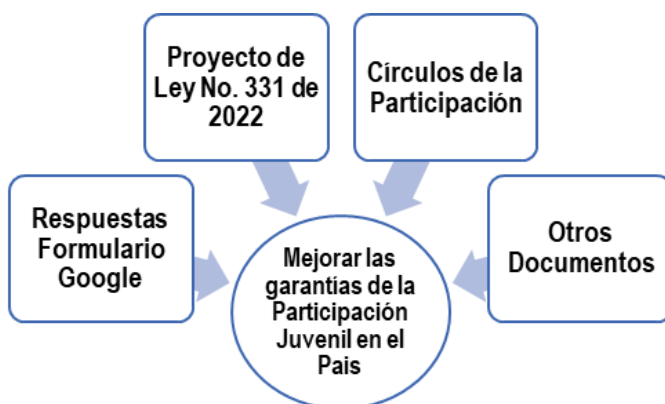 Proyecto de
Ley No. 331 de
2022
Círculos de la
Participación
Respuestas
Formulario
Google
Otros
Documentos
Mejorar las
garantías de la
Participación
Juvenil en el
Pais